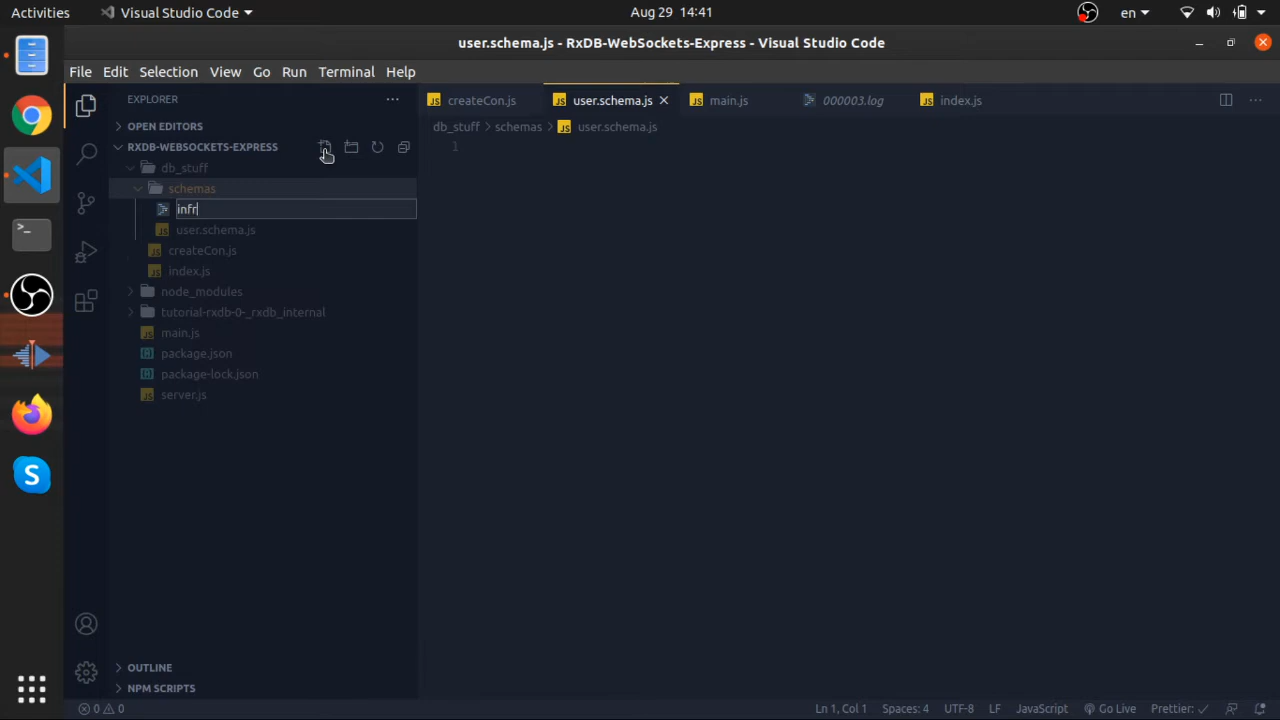 Activities
Visual Studio Code
Aug 29 14:41
en
user.schema.js - RxDB-WebSockets-Express - Visual Studio Code
File Edit Selection View Go Run Terminal Help
EXPLORER
OPEN EDITORS
RXDB-WEBSOCKETS-EXPRESS
db_stuff
schemas
infr
user.schema.js
createCon.js
index.js
node_modules
tutorial-rxdb-0-_rxdb_internal
main.js
package.json
package-lock.json
server.js
OUTLINE
NPM SCRIPTS
createCon.js
user.schema.js
main.js
000003.log
index.js
db_stuff > schemas > JS user.schema.js
1
0 0
Ln 1, Col 1
Spaces: 4
UTF-8
LF
JavaScript
Go Live
Prettier: ✓